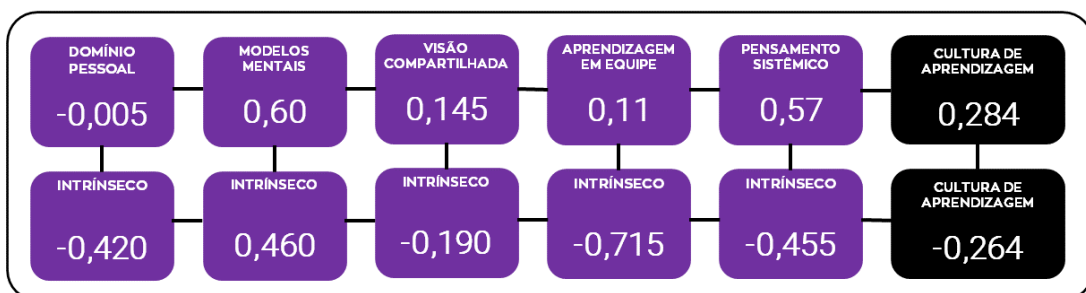 DOMÍNIO
PESSOAL
-0,005
MODELOS
MENTAIS
0,60
VISÃO
COMPARTILHADA
0,145
APRENDIZAGEM
EM EQUIPE
0,11
PENSAMENTO
SISTÊMICO
0,57
CULTURA DE
APRENDIZAGEM
0,284
INTRÍNSECO
-0,420
INTRÍNSECO
0,460
INTRÍNSECO
-0,190
INTRÍNSECO
-0,715
INTRÍNSECO
-0,455
CULTURA DE
APRENDIZAGEM
-0,264